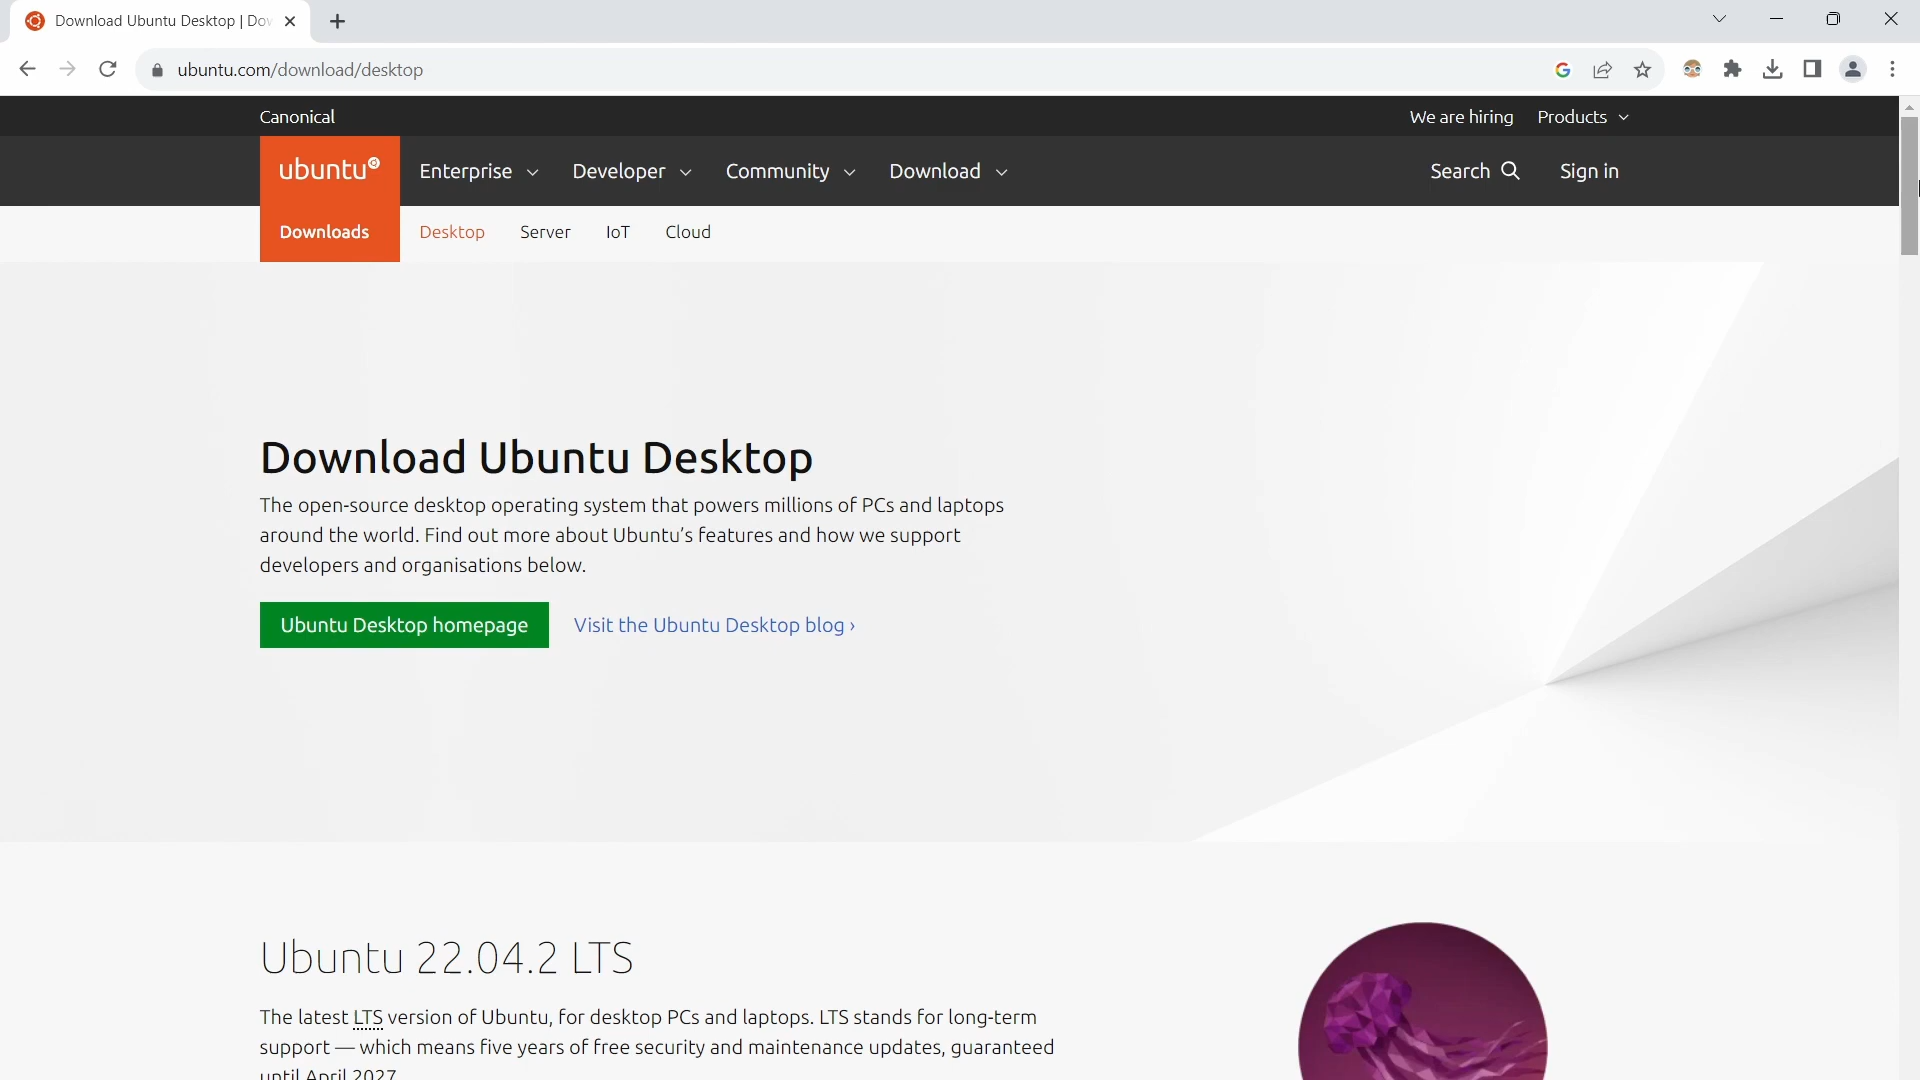 Download Ubuntu Desktop | Dow
ubuntu.com/download/desktop
Canonical
We are hiring Products
ubuntu
Enterprise Developer Community Download Search Sign in
Downloads Desktop Server IoT Cloud
Download Ubuntu Desktop
The open-source desktop operating system that powers millions of PCs and laptops
around the world. Find out more about Ubuntu's features and how we support
developers and organisations below.
Ubuntu Desktop homepage Visit the Ubuntu Desktop blog ›
Ubuntu 22.04.2 LTS
The latest LTS version of Ubuntu, for desktop PCs and laptops. LTS stands for long-term
support — which means five years of free security and maintenance updates, guaranteed
until April 2027